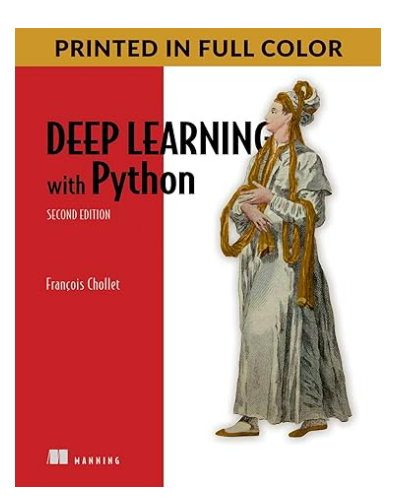 PRINTED IN FULL COLOR
DEEP LEARNING
with Python
SECOND EDITION
François Chollet
MANNING